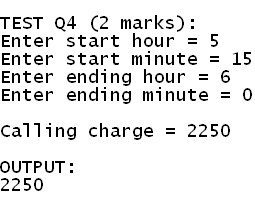 TEST Q4 (2 marks):
Enter start hour = 5
Enter start minute = 15
Enter ending hour = 6
Enter ending minute = 0
Calling charge = 2250
OUTPUT:
2250